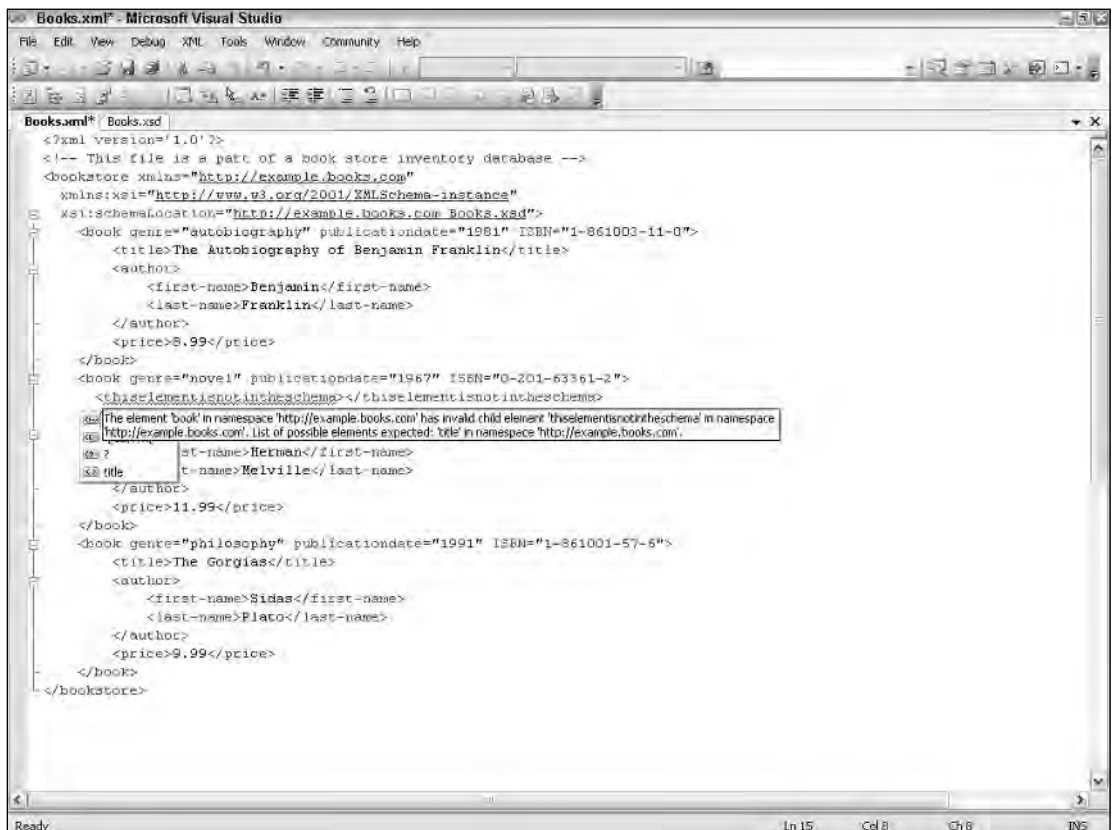 Books.xml* - Microsoft Visual Studio
File Edit View Debug XML Tools Window Community Help
Books.xml* Books.xsd
<?xml version='1.0'?>
<!-- This file is a part of a book store inventory database -->
<bookstore xmlns="http://example.books.com"
xmlns:xsi="http://www.w3.org/2001/XMLSchema-instance"
xsi:schemaLocation="http://example.books.com Books.xsd">
<book genre="autobiography" publicationdate="1981" ISBN="1-861003-11-0">
<title>The Autobiography of Benjamin Franklin</title>
<author>
<first-name>Benjamin</first-name>
<last-name>Franklin</last-name>
</author>
<price>8.99</price>
</book>
<book genre="novel" publicationdate="1967" ISBN="0-201-63361-2">
<thiselementisnotintheschema></thiselementisnotintheschema>
The element 'book' in namespace 'http://example.books.com' has invalid child element 'thiselementisnotintheschema' in namespace
'http://example.books.com'. List of possible elements expected: 'title' in namespace 'http://example.books.com'.
? st-name>Herman</first-name>
title t-name>Melville</last-name>
</author>
<price>11.99</price>
</book>
<book genre="philosophy" publicationdate="1991" ISBN="1-861001-57-6">
<title>The Gorgias</title>
<author>
<first-name>Sidas</first-name>
<last-name>Plato</last-name>
</author>
<price>9.99</price>
</book>
</bookstore>
Ready Ln 15 Col 8 Ch 8 INS